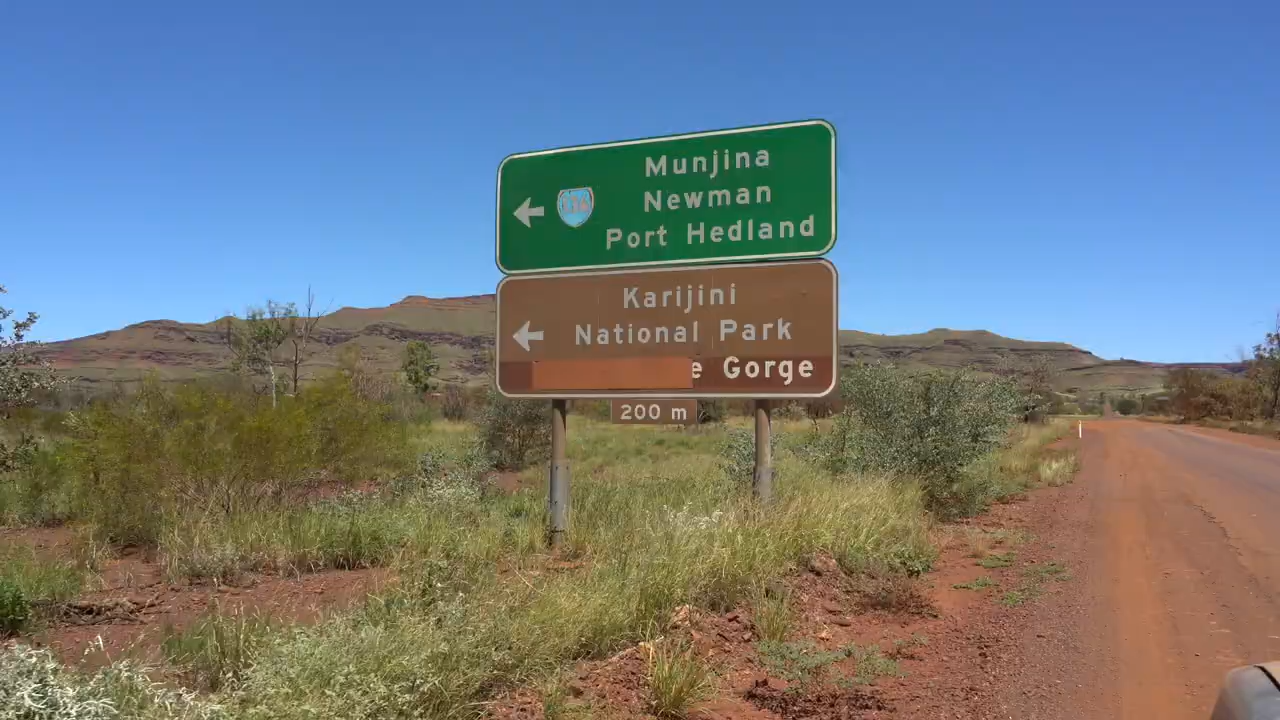 Munjina
Newman
Port Hedland
Karijini
National Park
e Gorge
200 m